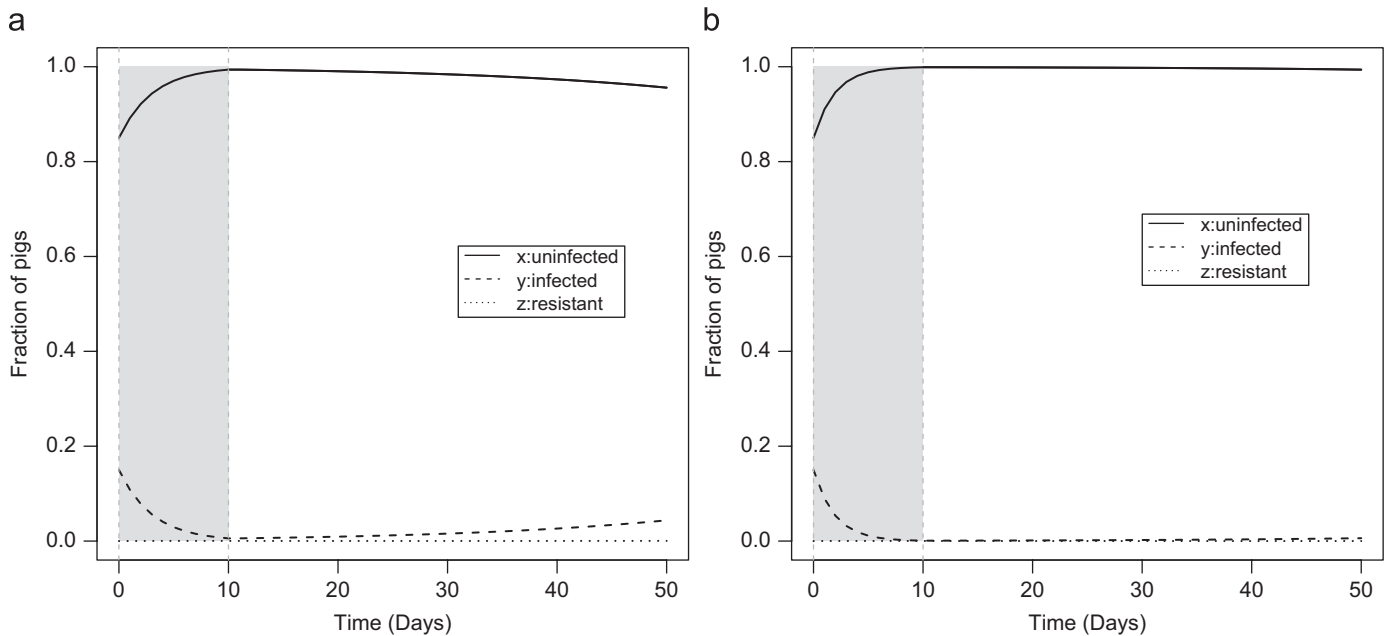 a
1.0
0.8
0.6
0.4
0.2
0.0
Fraction of pigs
x:uninfected
y:infected
z:resistant
0 10 20 30 40 50
Time (Days)
b
1.0
0.8
0.6
0.4
0.2
0.0
Fraction of pigs
x:uninfected
y:infected
z:resistant
0 10 20 30 40 50
Time (Days)